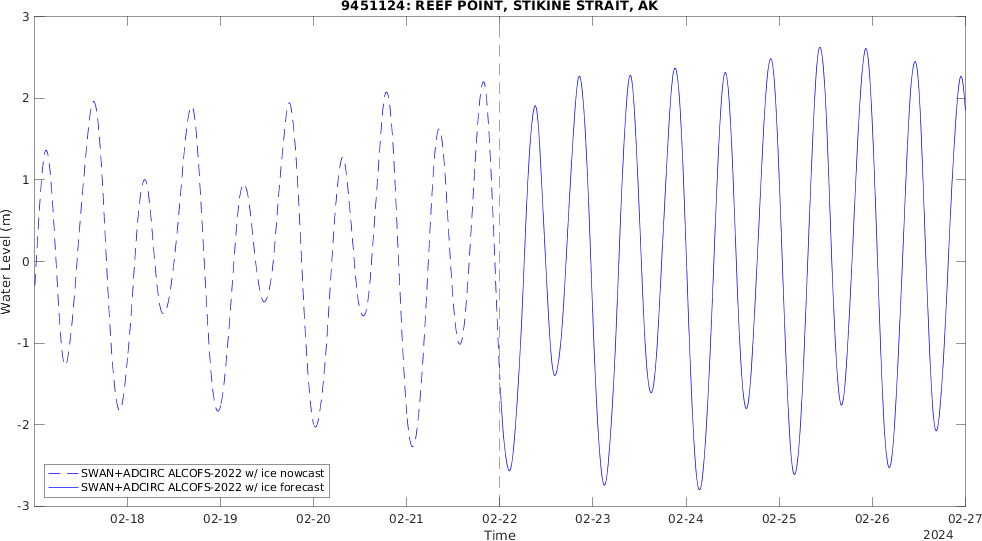 9451124: REEF POINT, STIKINE STRAIT, AK
Water Level (m)
3
2
1
0
-1
-2
-3
SWAN+ADCIRC ALCOFS-2022 w/ ice nowcast
SWAN+ADCIRC ALCOFS-2022 w/ ice forecast
02-18 02-19 02-20 02-21 02-22 02-23 02-24 02-25 02-26 02-27
Time
2024